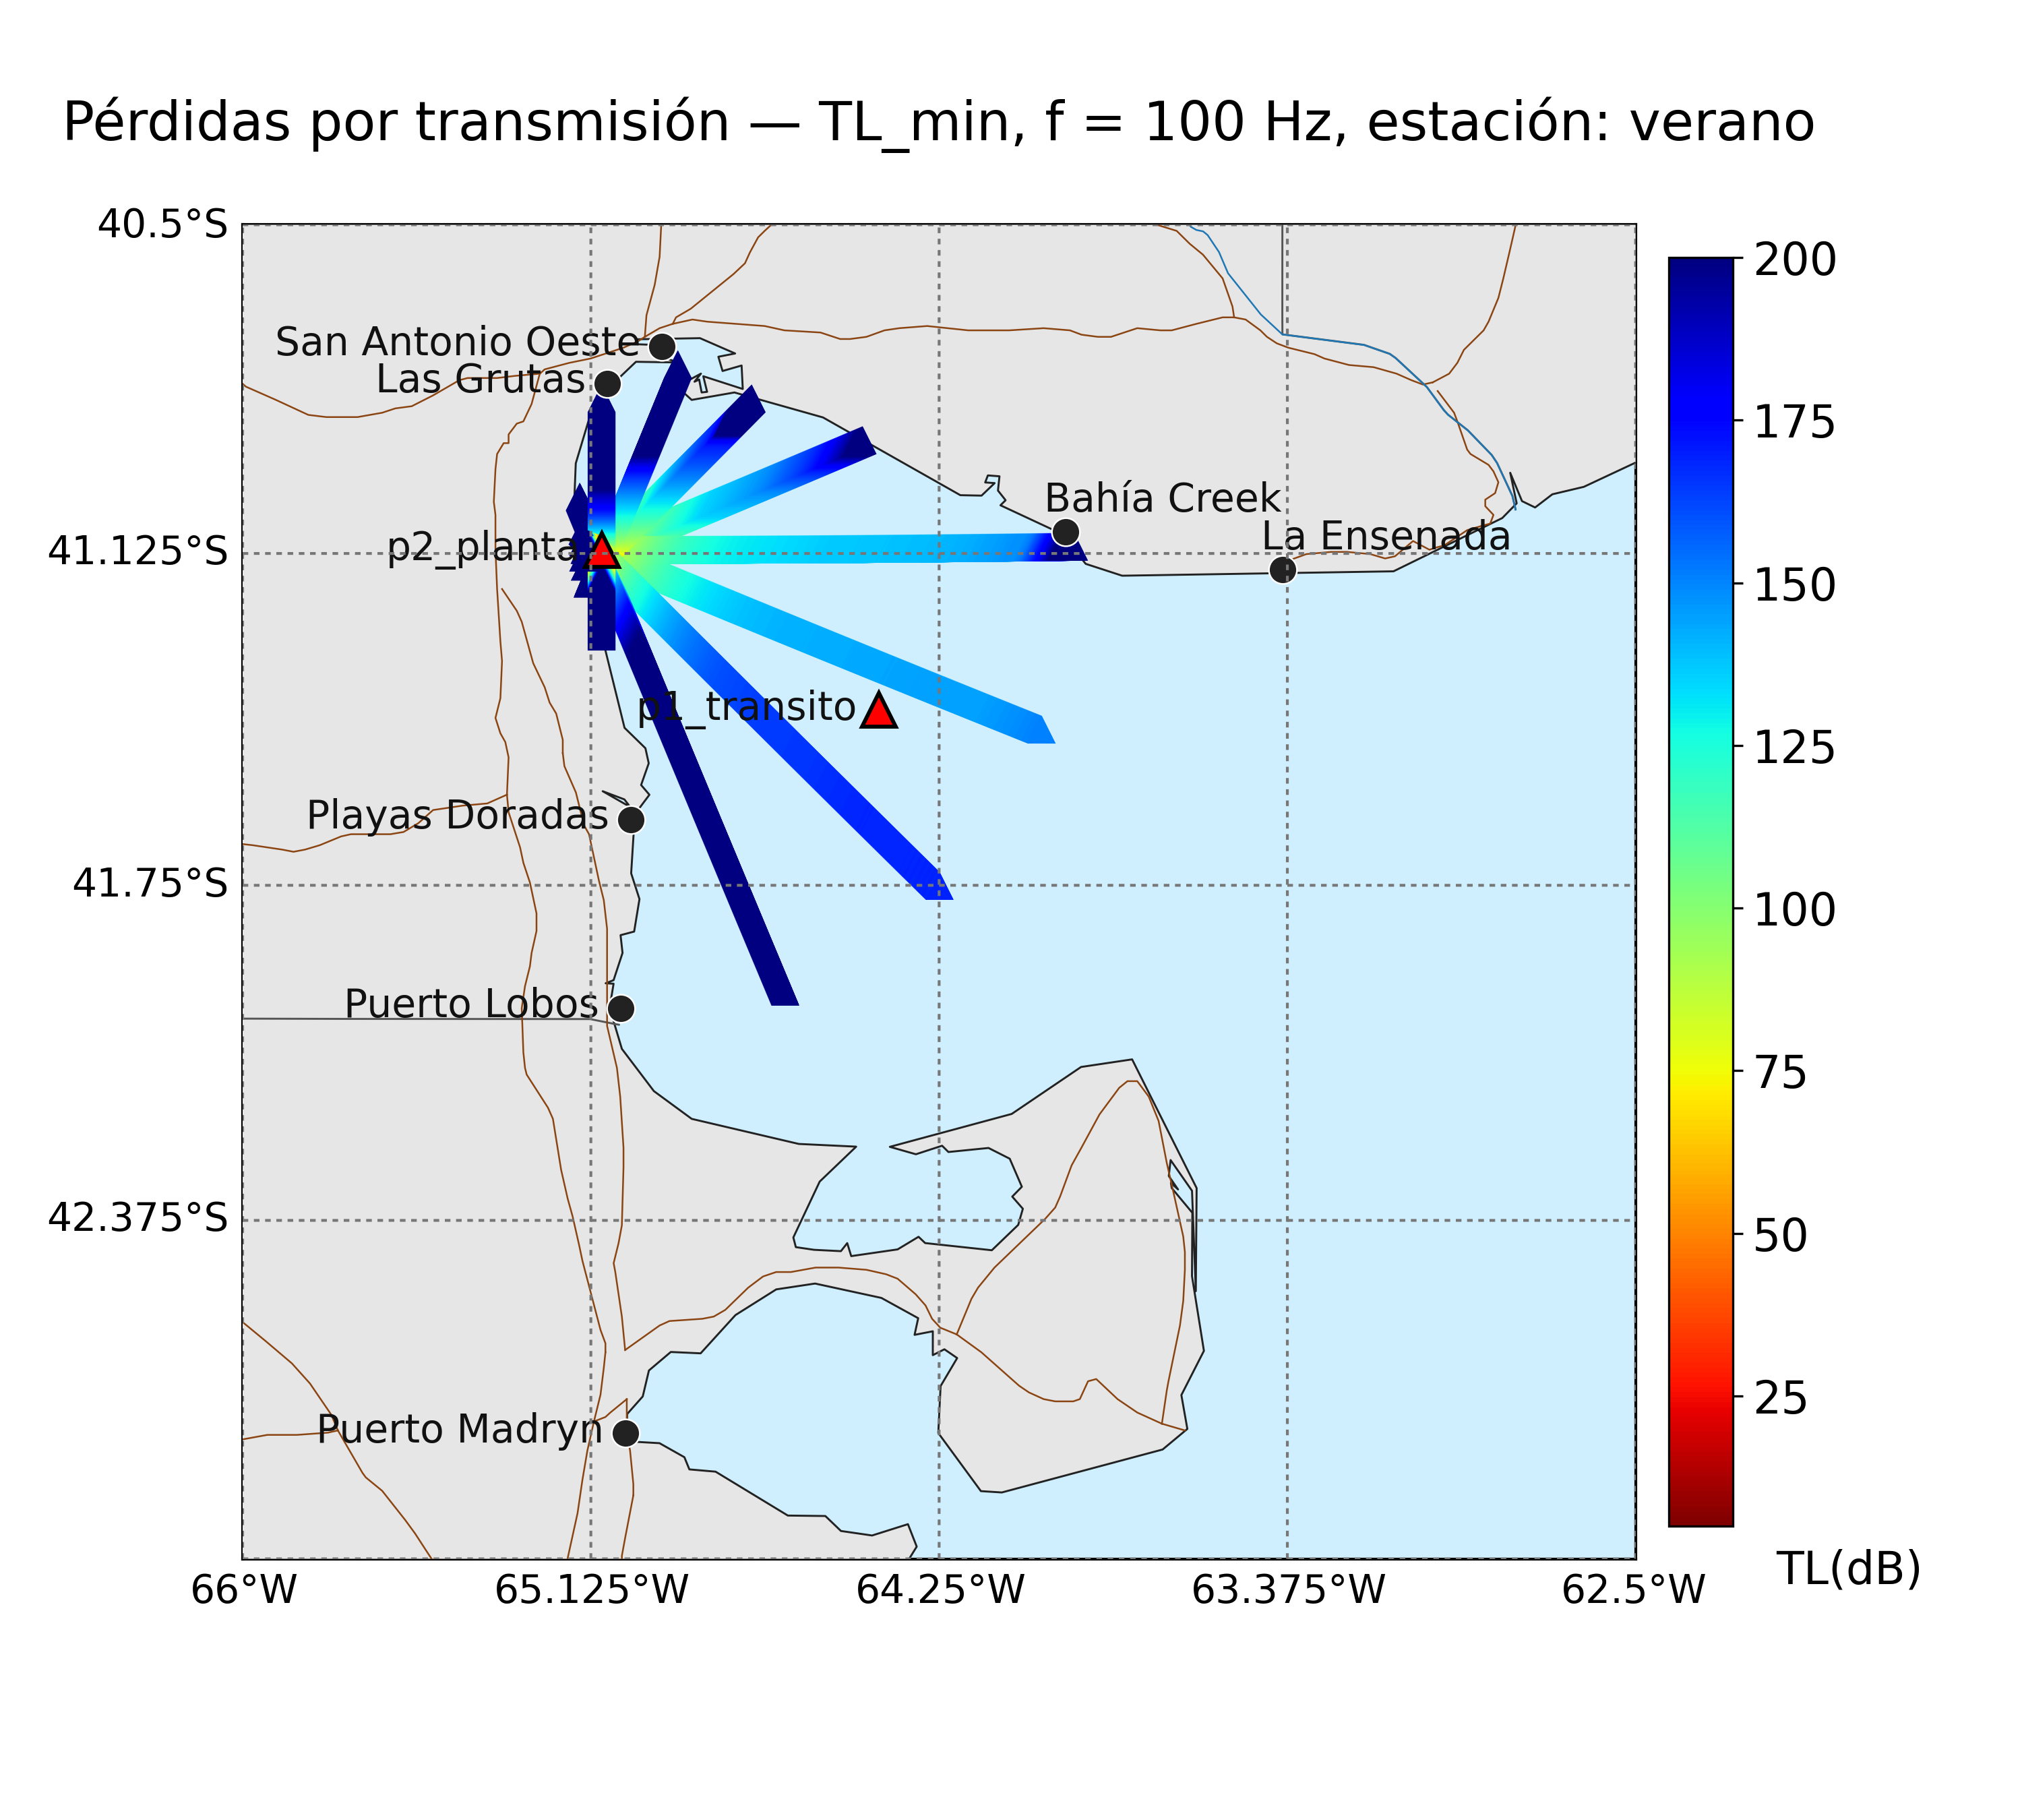 Pérdidas por transmisión — TL_min, f = 100 Hz, estación: verano
40.5°S
200
San Antonio Oeste
Las Grutas
175
Bahía Creek
La Ensenada
p2_planta
41.125°S
150
p1_transito
125
Playas Doradas
41.75°S
100
Puerto Lobos
75
42.375°S
50
25
Puerto Madryn
TL(dB)
66°W
65.125°W
64.25°W
63.375°W
62.5°W